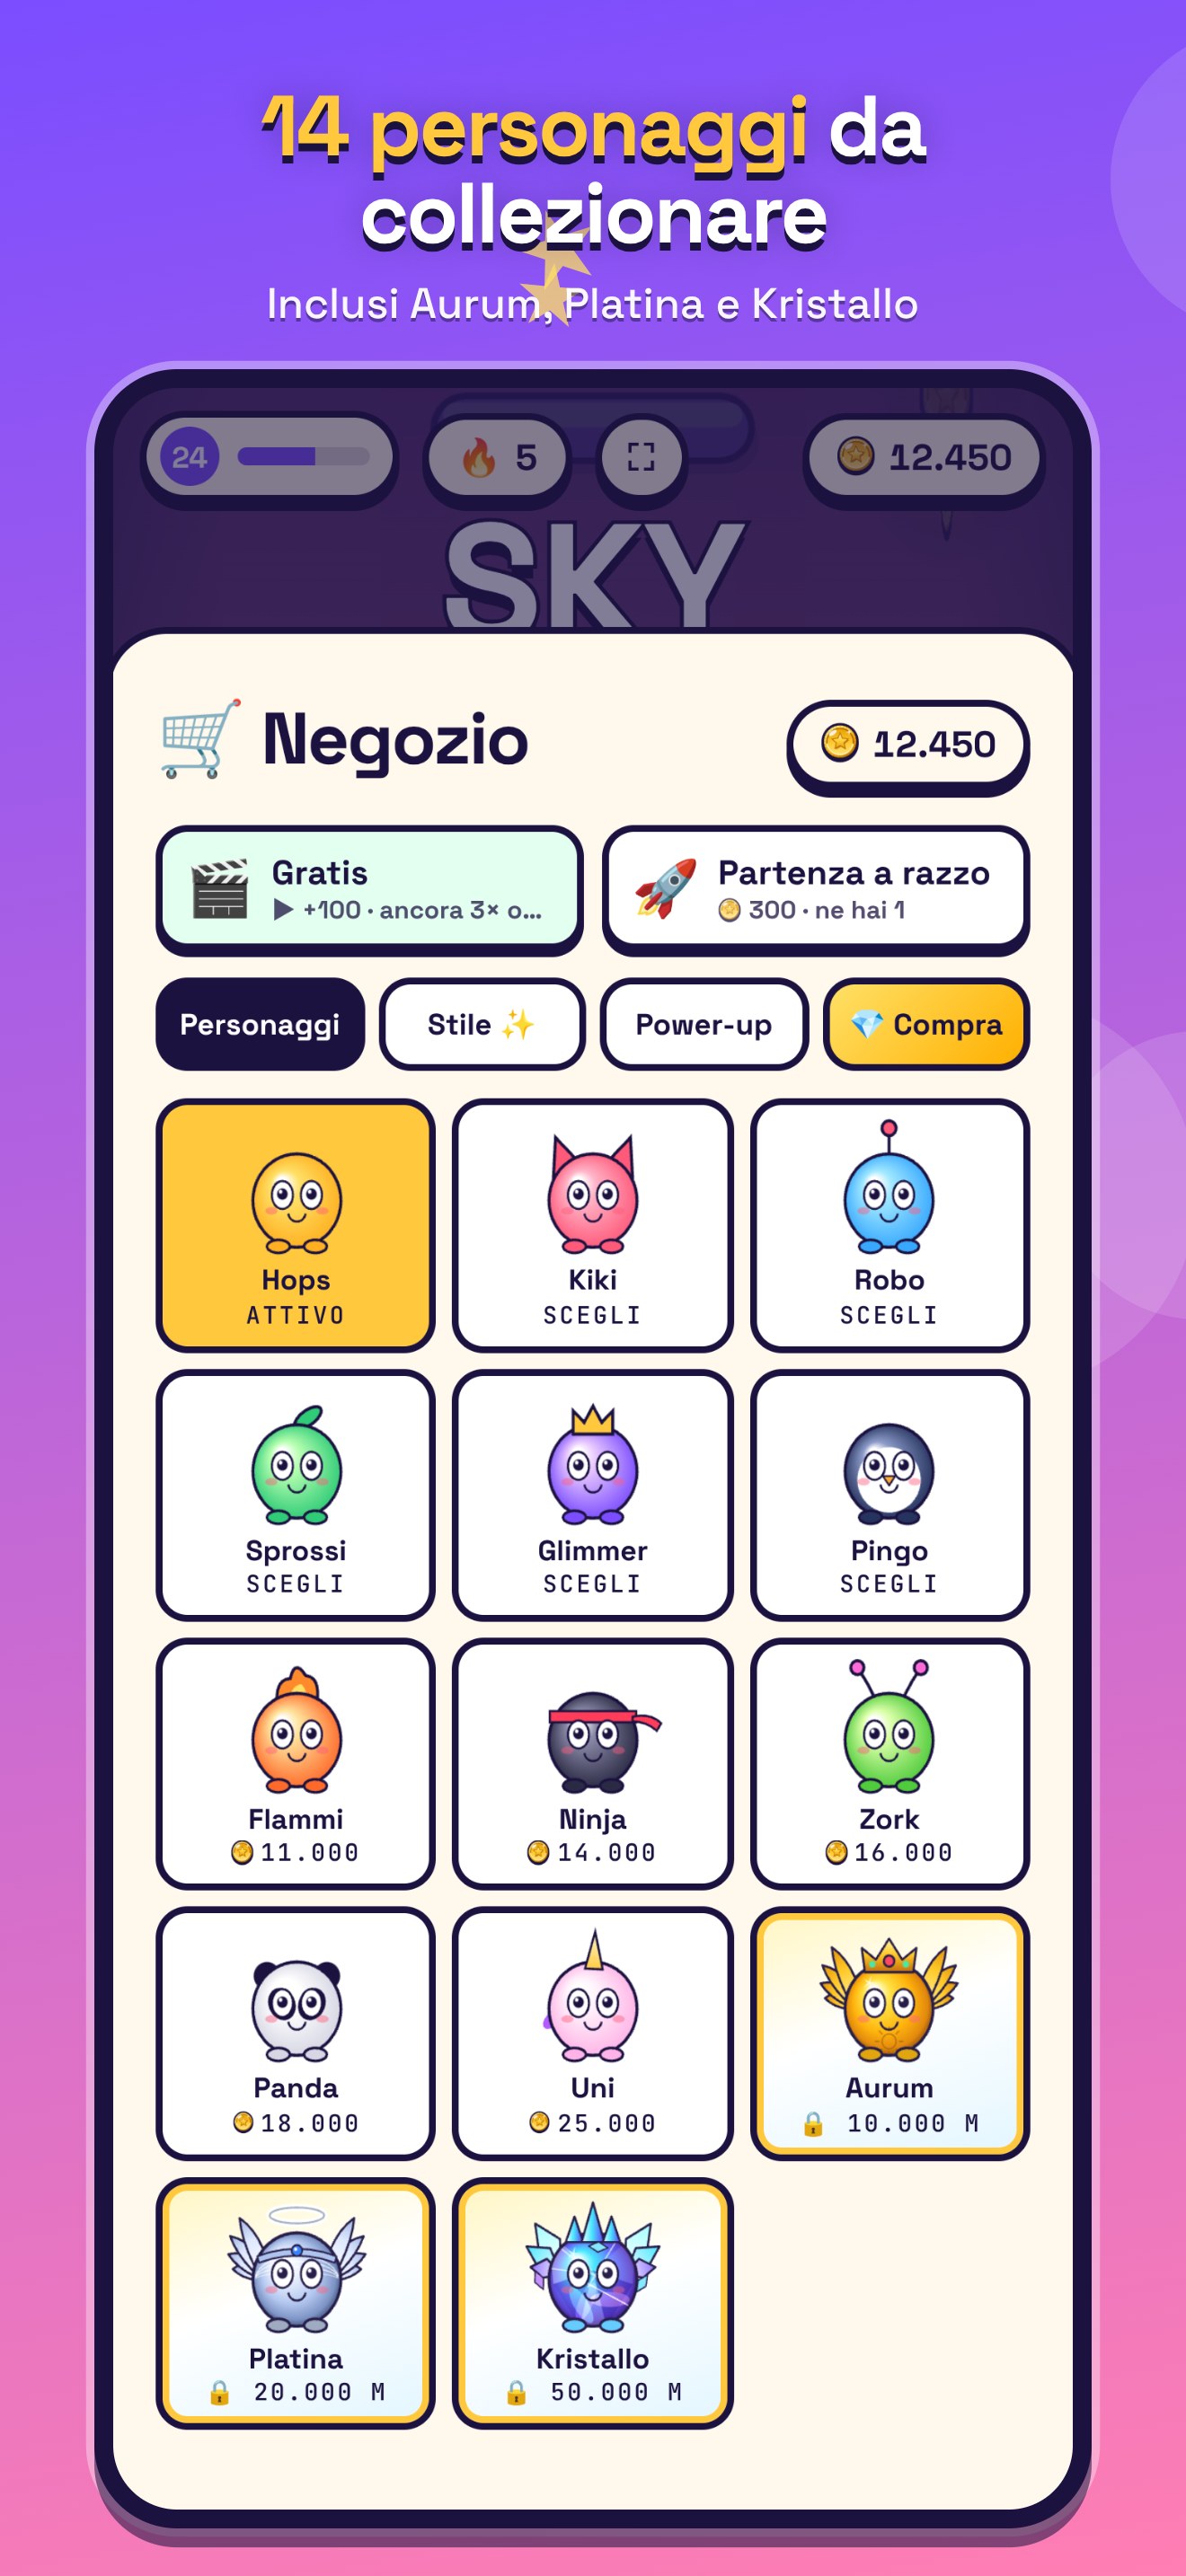 14 personaggi da
collezionare
Inclusi Aurum, Platina e Kristallo
24
5
12.450
SKY
Negozio
12.450
Gratis
+100 · ancora 3× o...
Partenza a razzo
300 · ne hai 1
Personaggi
Stile
Power-up
Compra
Hops
ATTIVO
Kiki
SCEGLI
Robo
SCEGLI
Sprossi
SCEGLI
Glimmer
SCEGLI
Pingo
SCEGLI
Flammi
11.000
Ninja
14.000
Zork
16.000
Panda
18.000
Uni
25.000
Aurum
10.000 M
Platina
20.000 M
Kristallo
50.000 M